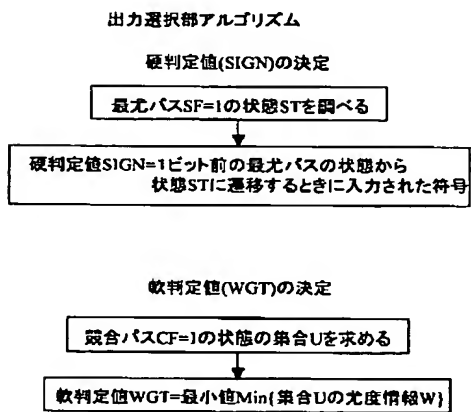 出力選択部アルゴリズム
硬判定値(SIGN)の決定
最尤パスSF=1の状態STを調べる
硬判定値SIGN=1ビット前の最尤パスの状態から
状態STに遷移するときに入力された符号
軟判定値(WGT)の決定
競合パスCF=1の状態の集合Uを求める
軟判定値WGT=最小値Min{集合Uの尤度情報W}